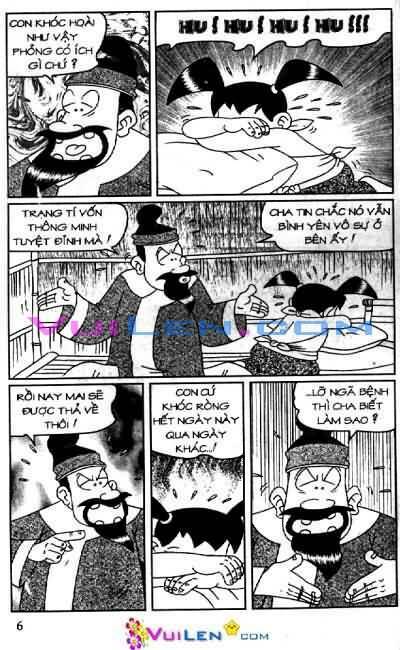 CON KHÓC HOÀI
NHƯ VẬY
PHỎNG CÓ ÍCH
GÌ CHỨ ?
HU ! HU ! HU ! HU !!!
TRẠNG TÍ VỐN
THÔNG MINH
TUYỆT ĐỈNH MÀ !
CHA TIN CHẮC NÓ VẪN
BÌNH YÊN VÔ SỰ Ở
BÊN ẤY !
VUILEN.COM
RỒI NAY MAI SẼ
ĐƯỢC THẢ VỀ
THÔI !
CON CỨ
KHÓC RÒNG
HẾT NGÀY NÀY
QUA NGÀY
KHÁC...!
...LỠ NGÃ BỆNH
THÌ CHA BIẾT
LÀM SAO ?
6
VUILEN.COM